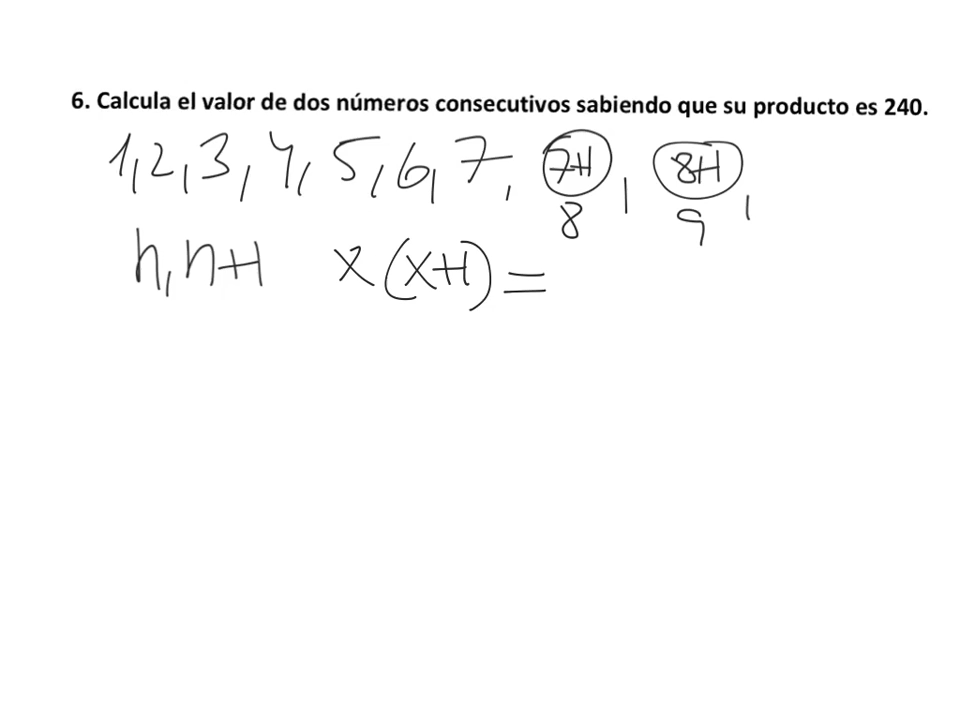 6. Calcula el valor de dos números consecutivos sabiendo que su producto es 240.
1, 2, 3, 4, 5, 6, 7, 7+1, 8+1,
8 9
n, n+1 x(x+1)=